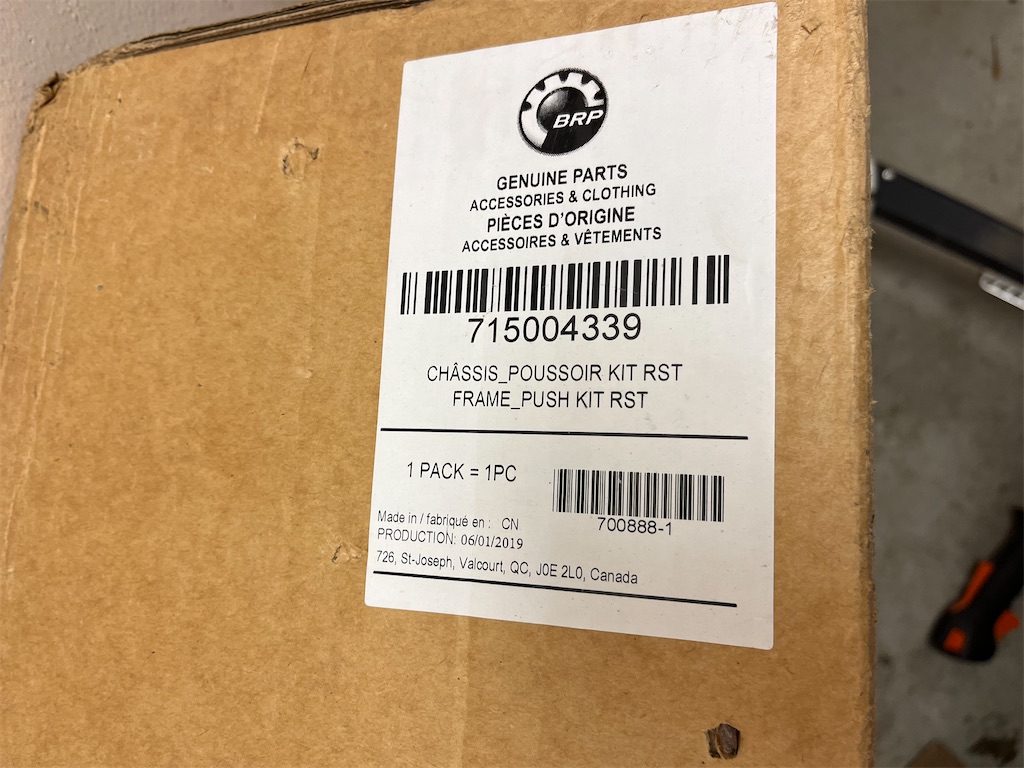 BRP
GENUINE PARTS
ACCESSORIES & CLOTHING
PIÈCES D'ORIGINE
ACCESSOIRES & VÊTEMENTS
715004339
CHÂSSIS_POUSSOIR KIT RST
FRAME_PUSH KIT RST
1 PACK = 1PC
700888-1
Made in / fabriqué en : CN
PRODUCTION: 06/01/2019
726, St-Joseph, Valcourt, QC, J0E 2L0, Canada